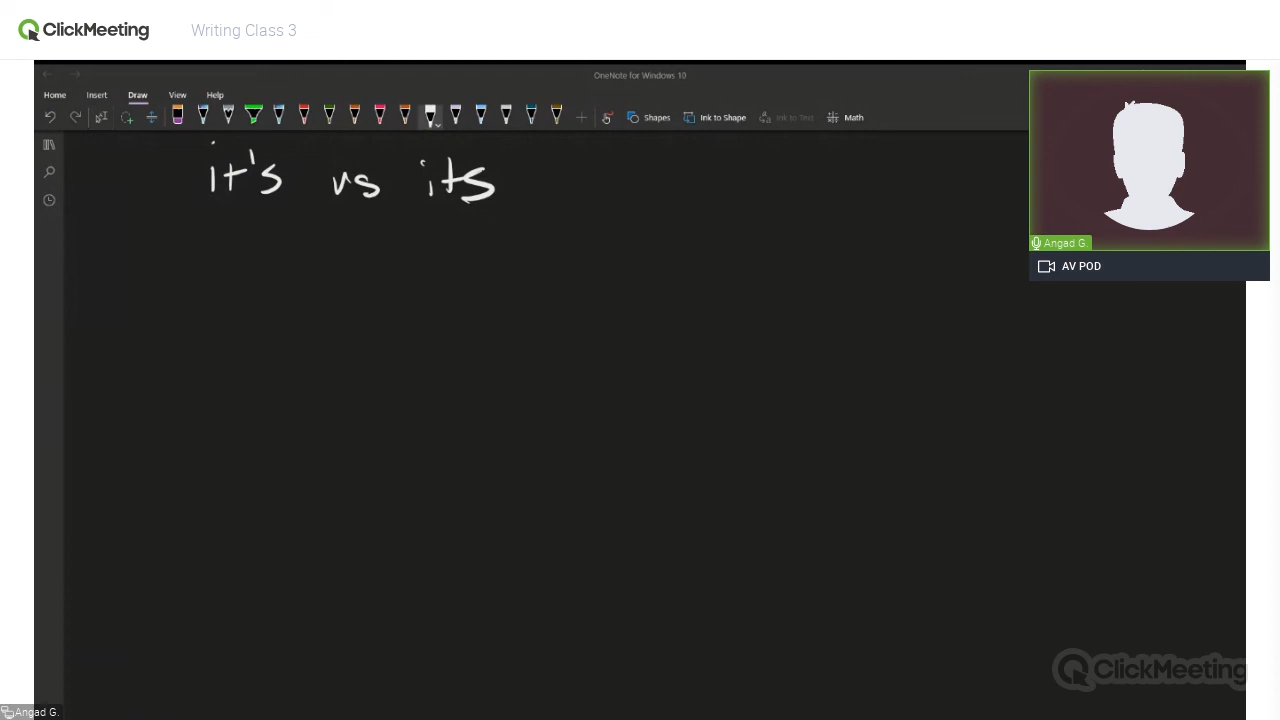 ClickMeeting Writing Class 3
OneNote for Windows 10
Home Insert Draw View Help
Shapes Ink to Shape Ink to Text Math
it's vs its
Angad G.
AV POD
ClickMeeting
Angad G.